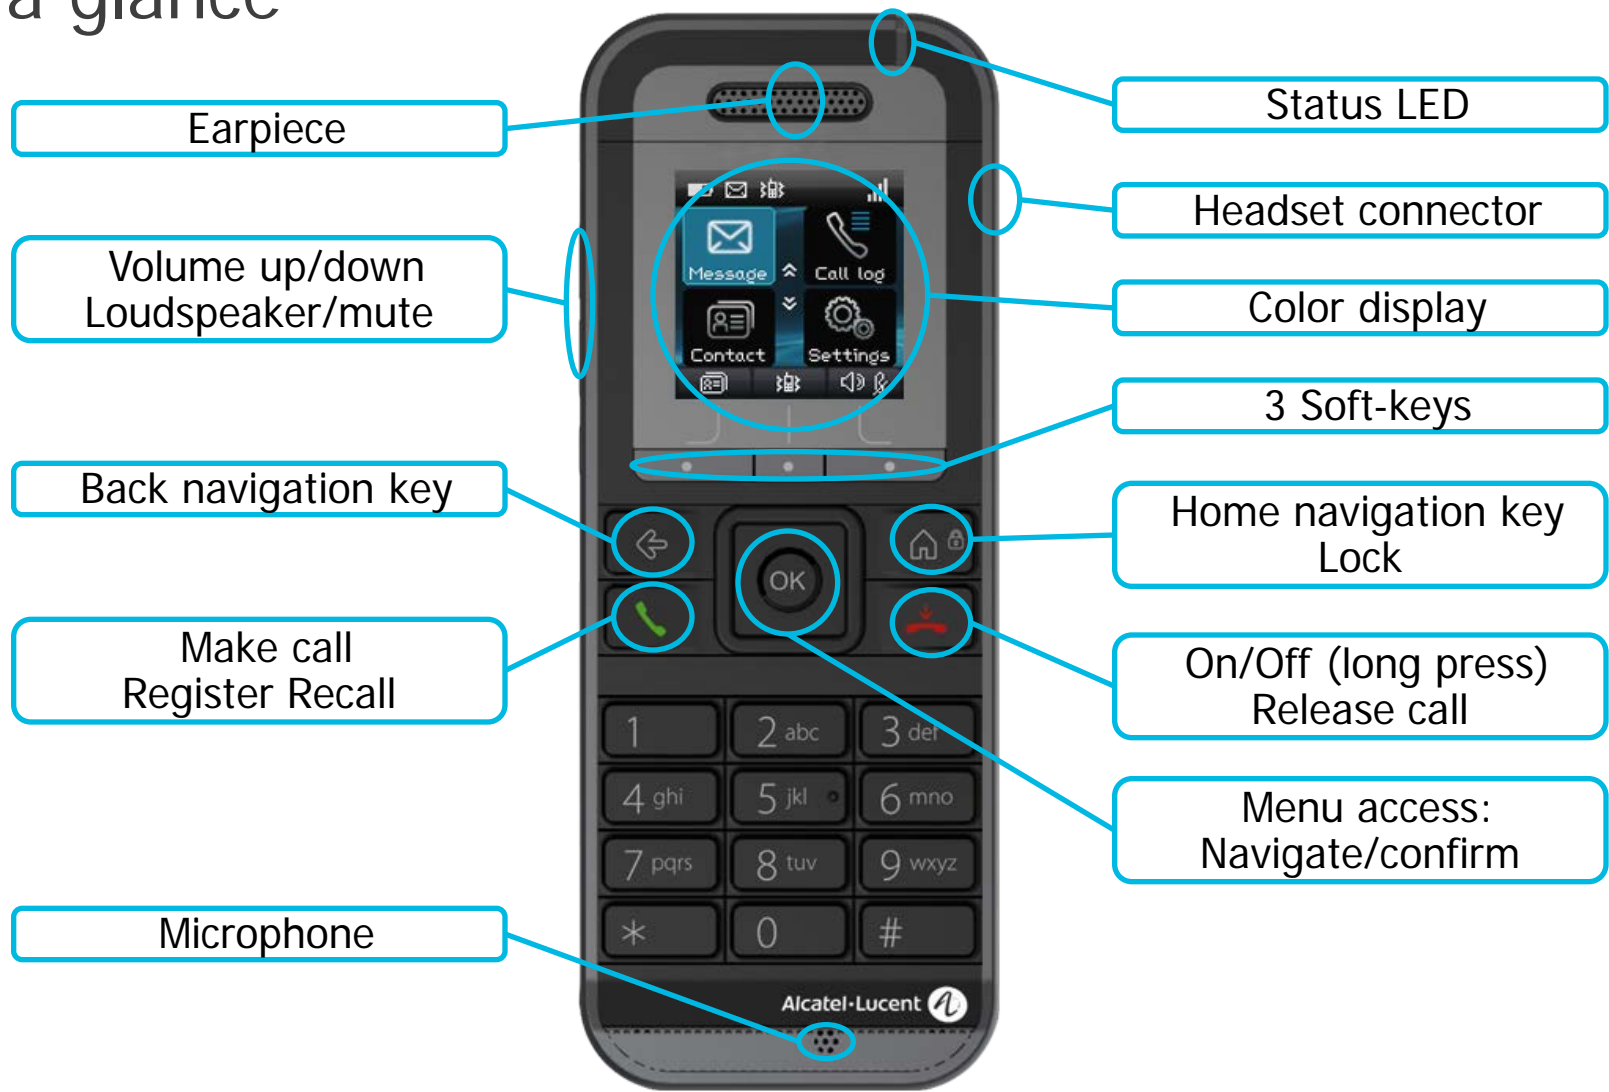 a glance
Earpiece
Status LED
Headset connector
Volume up/down
Loudspeaker/mute
Message
Call log
Color display
Contact
Settings
3 Soft-keys
Back navigation key
Home navigation key
Lock
OK
Make call
Register Recall
On/Off (long press)
Release call
1
2 abc
3 def
4 ghi
5 jkl
6 mno
Menu access:
Navigate/confirm
7 pqrs
8 tuv
9 wxyz
Microphone
* 0 #
Alcatel·Lucent